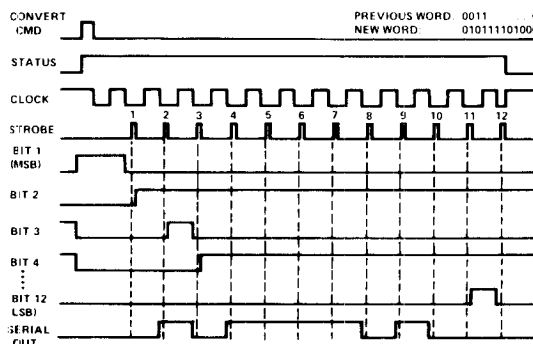 CONVERT
CMD
PREVIOUS WORD: 0011 ...
NEW WORD: 01011110100
STATUS
CLOCK
STROBE
1 2 3 4 5 6 7 8 9 10 11 12
BIT 1
(MSB)
BIT 2
BIT 3
BIT 4
BIT 12
LSB)
SERIAL
OUT